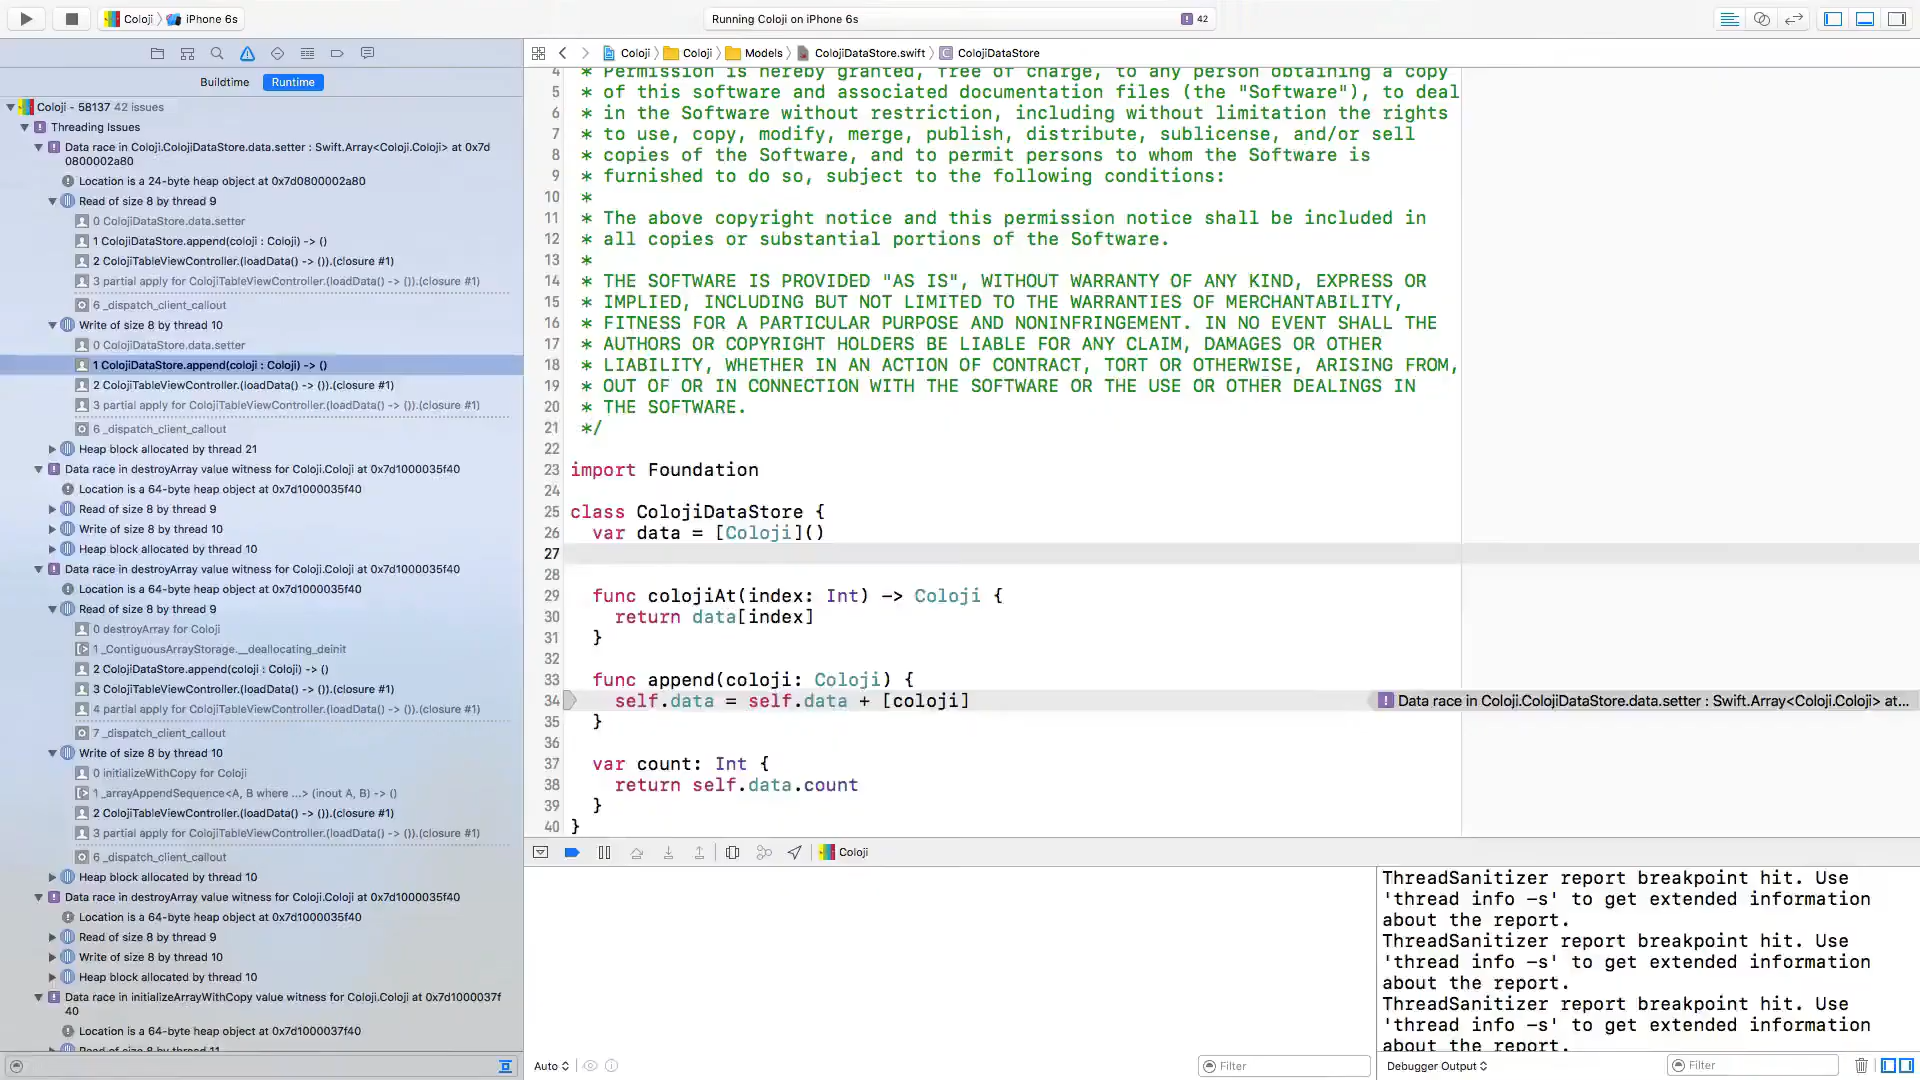 Coloji
iPhone 6s
Running Coloji on iPhone 6s
42
Buildtime
Runtime
Coloji - 58137 42 issues
Threading Issues
Data race in Coloji.ColojiDataStore.data.setter : Swift.Array<Coloji.Coloji> at 0x7d
0800002a80
Location is a 24-byte heap object at 0x7d0800002a80
Read of size 8 by thread 9
0 ColojiDataStore.data.setter
1 ColojiDataStore.append(coloji : Coloji) -> ()
2 ColojiTableViewController.(loadData() -> ()).(closure #1)
3 partial apply for ColojiTableViewController.(loadData() -> ()).(closure #1)
6 _dispatch_client_callout
Write of size 8 by thread 10
0 ColojiDataStore.data.setter
1 ColojiDataStore.append(coloji : Coloji) -> ()
2 ColojiTableViewController.(loadData() -> ()).(closure #1)
3 partial apply for ColojiTableViewController.(loadData() -> ()).(closure #1)
6 _dispatch_client_callout
Heap block allocated by thread 21
Data race in destroyArray value witness for Coloji.Coloji at 0x7d1000035f40
Location is a 64-byte heap object at 0x7d1000035f40
Read of size 8 by thread 9
Write of size 8 by thread 10
Heap block allocated by thread 10
Data race in destroyArray value witness for Coloji.Coloji at 0x7d1000035f40
Location is a 64-byte heap object at 0x7d1000035f40
Read of size 8 by thread 9
0 destroyArray for Coloji
1 _ContiguousArrayStorage.__deallocating_deinit
2 ColojiDataStore.append(coloji : Coloji) -> ()
3 ColojiTableViewController.(loadData() -> ()).(closure #1)
4 partial apply for ColojiTableViewController.(loadData() -> ()).(closure #1)
7 _dispatch_client_callout
Write of size 8 by thread 10
0 initializeWithCopy for Coloji
1 _arrayAppendSequence<A, B where ...> (inout A, B) -> ()
2 ColojiTableViewController.(loadData() -> ()).(closure #1)
3 partial apply for ColojiTableViewController.(loadData() -> ()).(closure #1)
6 _dispatch_client_callout
Heap block allocated by thread 10
Data race in destroyArray value witness for Coloji.Coloji at 0x7d1000035f40
Location is a 64-byte heap object at 0x7d1000035f40
Read of size 8 by thread 9
Write of size 8 by thread 10
Heap block allocated by thread 10
Data race in initializeArrayWithCopy value witness for Coloji.Coloji at 0x7d1000037f
40
Location is a 64-byte heap object at 0x7d1000037f40
Read of size 8 by thread 11
Coloji Coloji Models ColojiDataStore.swift C ColojiDataStore
4 * Permission is hereby granted, free of charge, to any person obtaining a copy
5 * of this software and associated documentation files (the "Software"), to deal
6 * in the Software without restriction, including without limitation the rights
7 * to use, copy, modify, merge, publish, distribute, sublicense, and/or sell
8 * copies of the Software, and to permit persons to whom the Software is
9 * furnished to do so, subject to the following conditions:
10 *
11 * The above copyright notice and this permission notice shall be included in
12 * all copies or substantial portions of the Software.
13 *
14 * THE SOFTWARE IS PROVIDED "AS IS", WITHOUT WARRANTY OF ANY KIND, EXPRESS OR
15 * IMPLIED, INCLUDING BUT NOT LIMITED TO THE WARRANTIES OF MERCHANTABILITY,
16 * FITNESS FOR A PARTICULAR PURPOSE AND NONINFRINGEMENT. IN NO EVENT SHALL THE
17 * AUTHORS OR COPYRIGHT HOLDERS BE LIABLE FOR ANY CLAIM, DAMAGES OR OTHER
18 * LIABILITY, WHETHER IN AN ACTION OF CONTRACT, TORT OR OTHERWISE, ARISING FROM,
19 * OUT OF OR IN CONNECTION WITH THE SOFTWARE OR THE USE OR OTHER DEALINGS IN
20 * THE SOFTWARE.
21 */
22
23 import Foundation
24
25 class ColojiDataStore {
26 var data = [Coloji]()
27
28
29 func colojiAt(index: Int) -> Coloji {
30 return data[index]
31 }
32
33 func append(coloji: Coloji) {
34 self.data = self.data + [coloji]
Data race in Coloji.ColojiDataStore.data.setter : Swift.Array<Coloji.Coloji> at...
35 }
36
37 var count: Int {
38 return self.data.count
39 }
40 }
Coloji
ThreadSanitizer report breakpoint hit. Use
'thread info -s' to get extended information
about the report.
ThreadSanitizer report breakpoint hit. Use
'thread info -s' to get extended information
about the report.
ThreadSanitizer report breakpoint hit. Use
'thread info -s' to get extended information
about the report.
Auto
Filter
Debugger Output
Filter